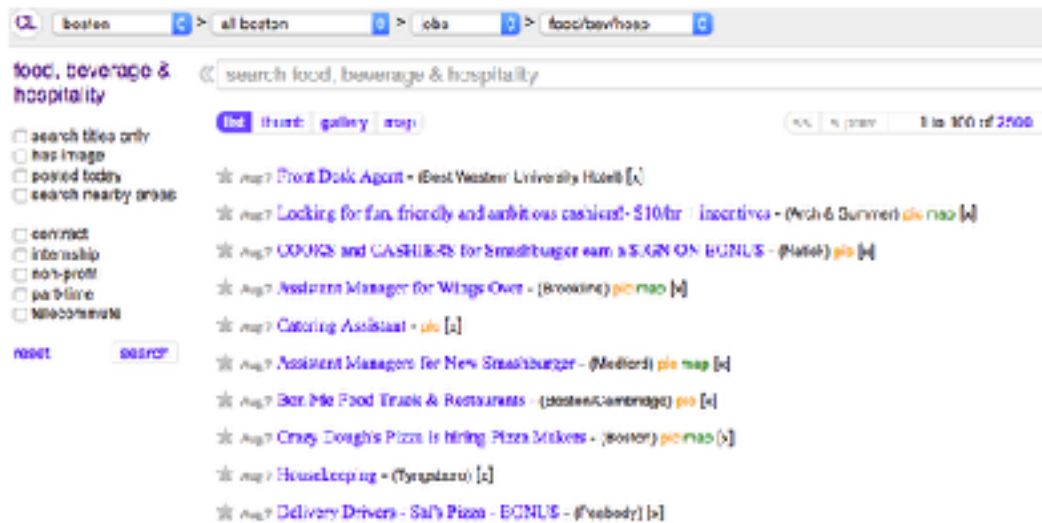 CL boston > all boston > jobs > food/bev/hosp
food, beverage & hospitality
search food, beverage & hospitality
list thumb gallery map
<< < prev 1 to 100 of 2500
search titles only
has image
posted today
search nearby areas
contract
internship
non-profit
part-time
telecommute
reset search
Aug 7 Front Desk Agent - (Best Western University Hotel) [x]
Aug 7 Looking for fun, friendly and ambitious cashiers!- $10/hr + incentives - (Arch & Summer) pic map [x]
Aug 7 COOKS and CASHIERS for Smashburger earn a SIGN ON BONUS - (Natick) pic [x]
Aug 7 Assistant Manager for Wings Over - (Brookline) pic map [x]
Aug 7 Catering Assistant - pic [x]
Aug 7 Assistant Managers for New Smashburger - (Medford) pic map [x]
Aug 7 Bon Me Food Truck & Restaurants - (Boston/Cambridge) pic [x]
Aug 7 Crazy Dough's Pizza is hiring Pizza Makers - (Boston) pic map [x]
Aug 7 Housekeeping - [x]
Aug 7 Delivery Drivers - Sal's Pizza - BONUS - (Peabody) [x]